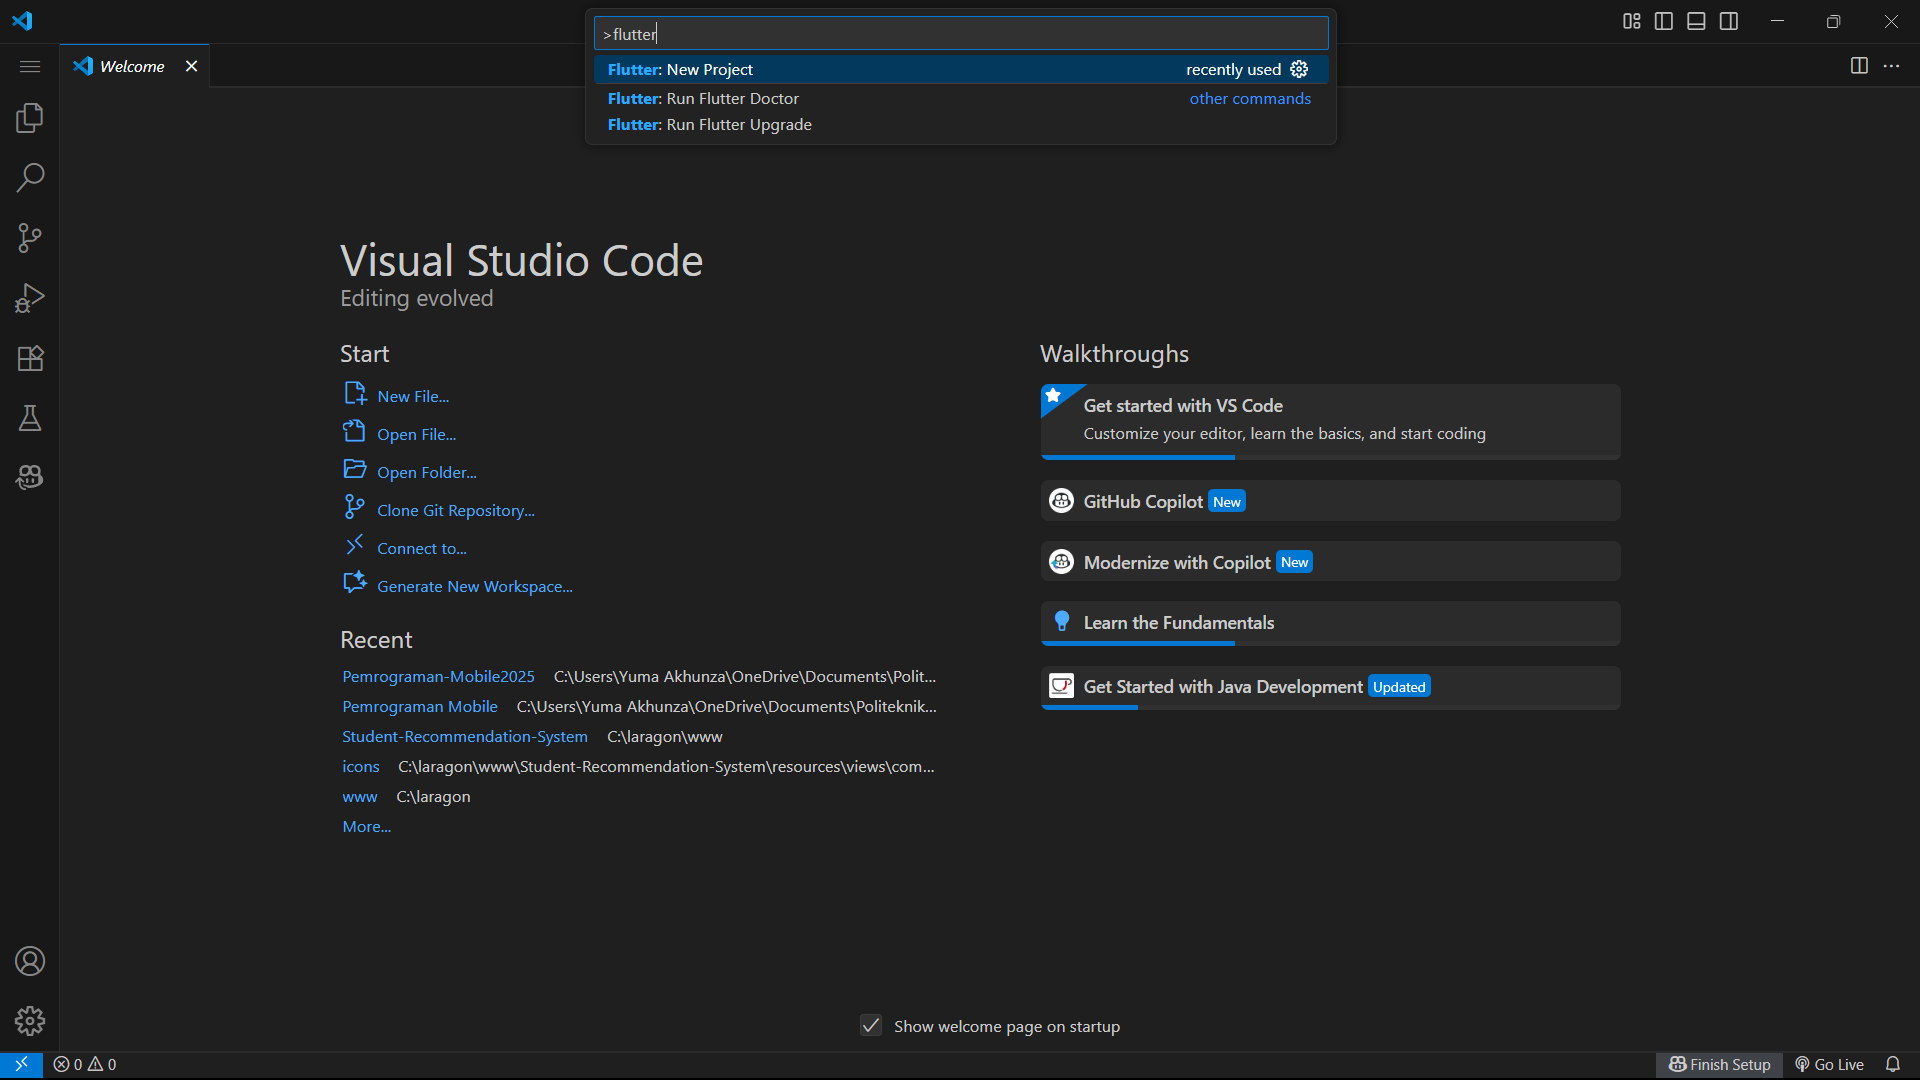 >flutter
Flutter: New Project recently used
Flutter: Run Flutter Doctor other commands
Flutter: Run Flutter Upgrade
Welcome
Visual Studio Code
Editing evolved
Start
New File...
Open File...
Open Folder...
Clone Git Repository...
Connect to...
Generate New Workspace...
Recent
Pemrograman-Mobile2025 C:\Users\Yuma Akhunza\OneDrive\Documents\Polit...
Pemrograman Mobile C:\Users\Yuma Akhunza\OneDrive\Documents\Politeknik...
Student-Recommendation-System C:\laragon\www
icons C:\laragon\www\Student-Recommendation-System\resources\views\com...
www C:\laragon
More...
Walkthroughs
Get started with VS Code
Customize your editor, learn the basics, and start coding
GitHub Copilot New
Modernize with Copilot New
Learn the Fundamentals
Get Started with Java Development Updated
Show welcome page on startup
0 0 Finish Setup Go Live